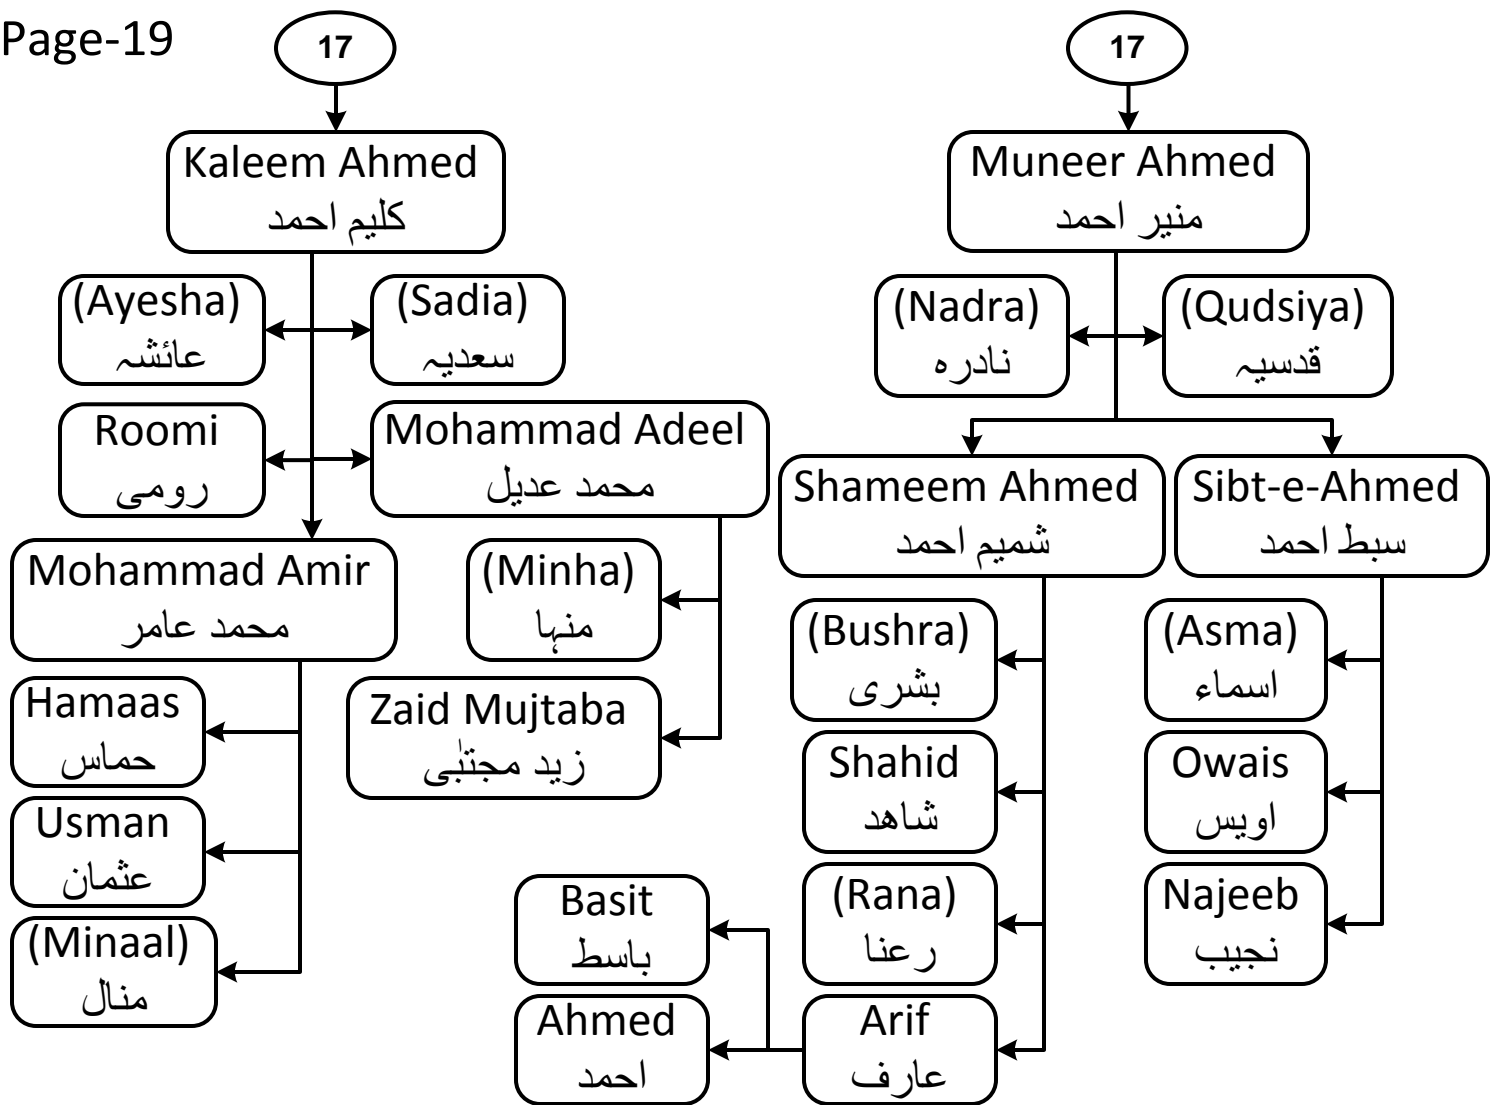 Page-19
17
17
Kaleem Ahmed
کلیم احمد
Muneer Ahmed
منیر احمد
(Ayesha)
عائشہ
(Sadia)
سعدیہ
(Nadra)
نادرہ
(Qudsiya)
قدسیہ
Roomi
رومی
Mohammad Adeel
محمد عدیل
Shameem Ahmed
شمیم احمد
Sibt-e-Ahmed
سبط احمد
Mohammad Amir
محمد عامر
(Minha)
منہا
(Bushra)
بشری
(Asma)
اسماء
Hamaas
حماس
Zaid Mujtaba
زید مجتبٰی
Shahid
شاھد
Owais
اویس
Usman
عثمان
Basit
باسط
(Rana)
رعنا
Najeeb
نجیب
(Minaal)
منال
Ahmed
احمد
Arif
عارف